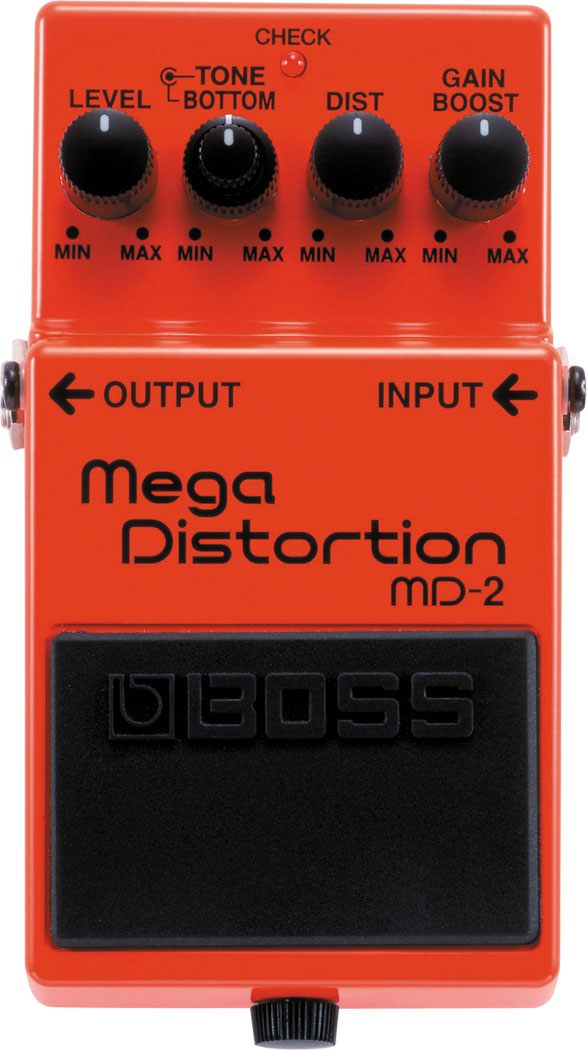 CHECK
TONE
LEVEL BOTTOM DIST GAIN BOOST
MIN MAX MIN MAX MIN MAX MIN MAX
OUTPUT INPUT
Mega
Distortion
MD-2
BOSS